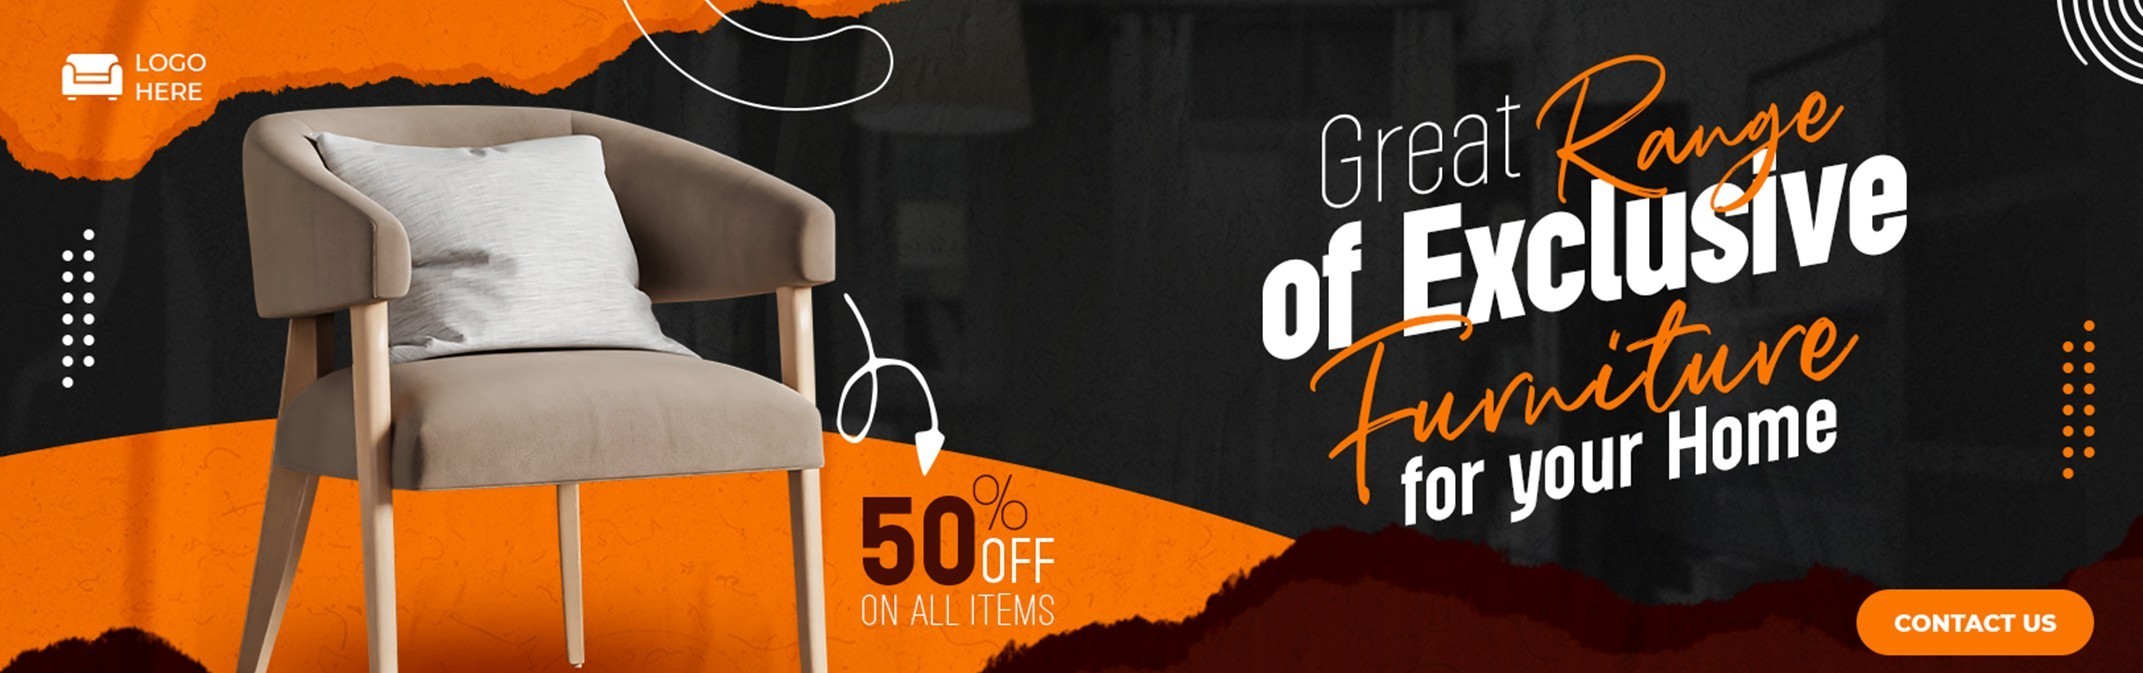 LOGO
HERE
Great Range
of Exclusive
Furniture
for your Home
50%
OFF
ON ALL ITEMS
CONTACT US